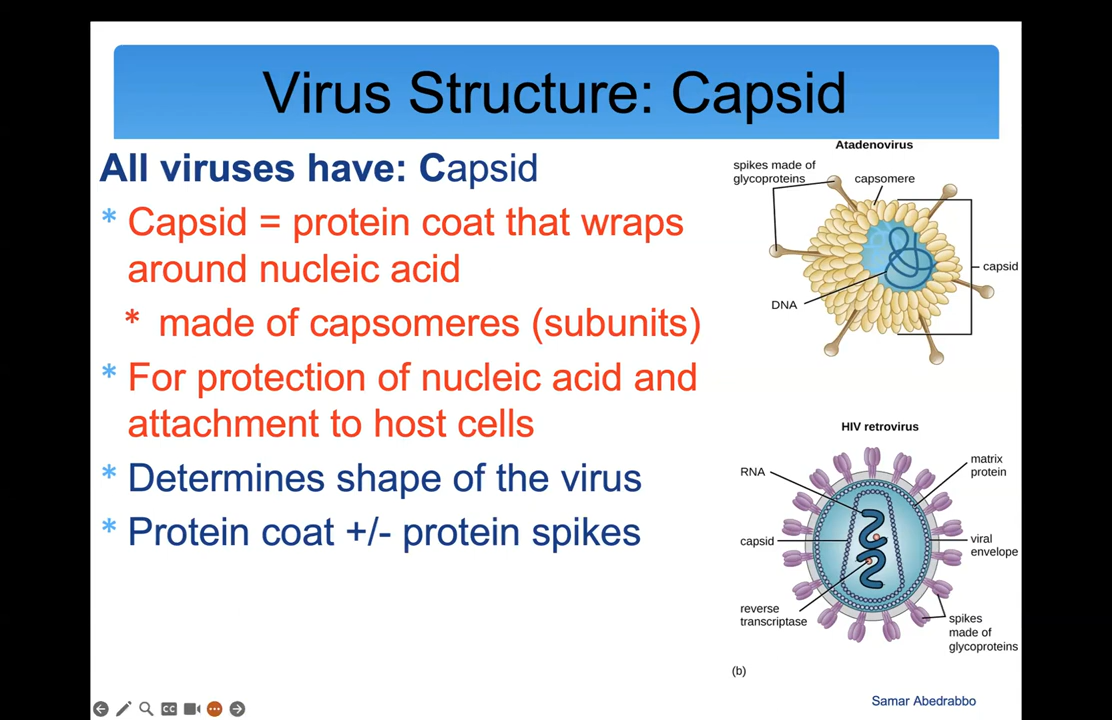 Virus Structure: Capsid
All viruses have: Capsid
* Capsid = protein coat that wraps
around nucleic acid
* made of capsomeres (subunits)
* For protection of nucleic acid and
attachment to host cells
* Determines shape of the virus
* Protein coat +/- protein spikes
Atadenovirus
spikes made of
glycoproteins
capsomere
capsid
DNA
HIV retrovirus
RNA
matrix
protein
capsid
viral
envelope
reverse
transcriptase
spikes
made of
glycoproteins
(b)
CC
Samar Abedrabbo